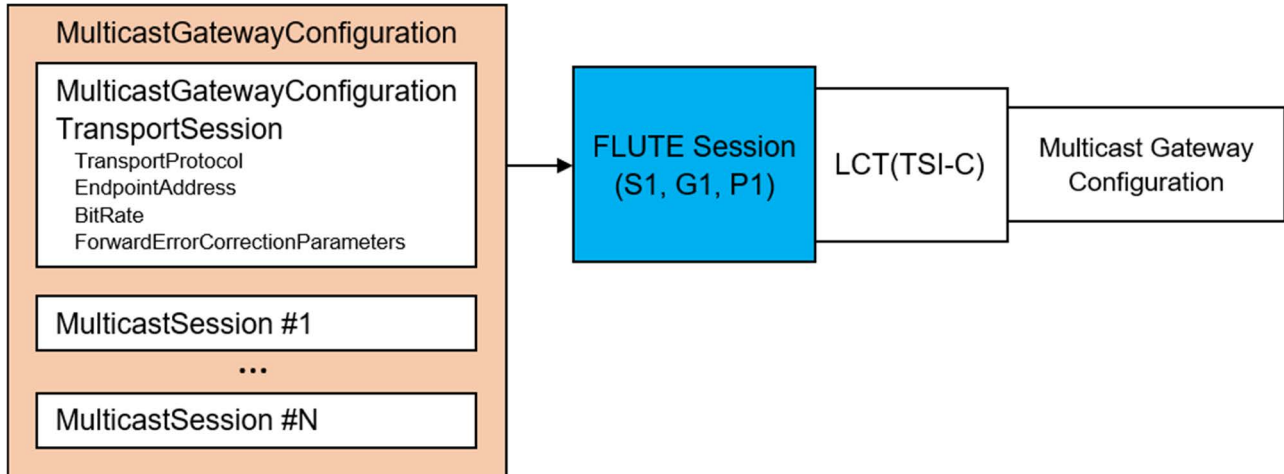 MulticastGatewayConfiguration
MulticastGatewayConfiguration
TransportSession
TransportProtocol
EndpointAddress
BitRate
ForwardErrorCorrectionParameters
MulticastSession #1
...
MulticastSession #N
FLUTE Session
(S1, G1, P1)
LCT(TSI-C)
Multicast Gateway
Configuration